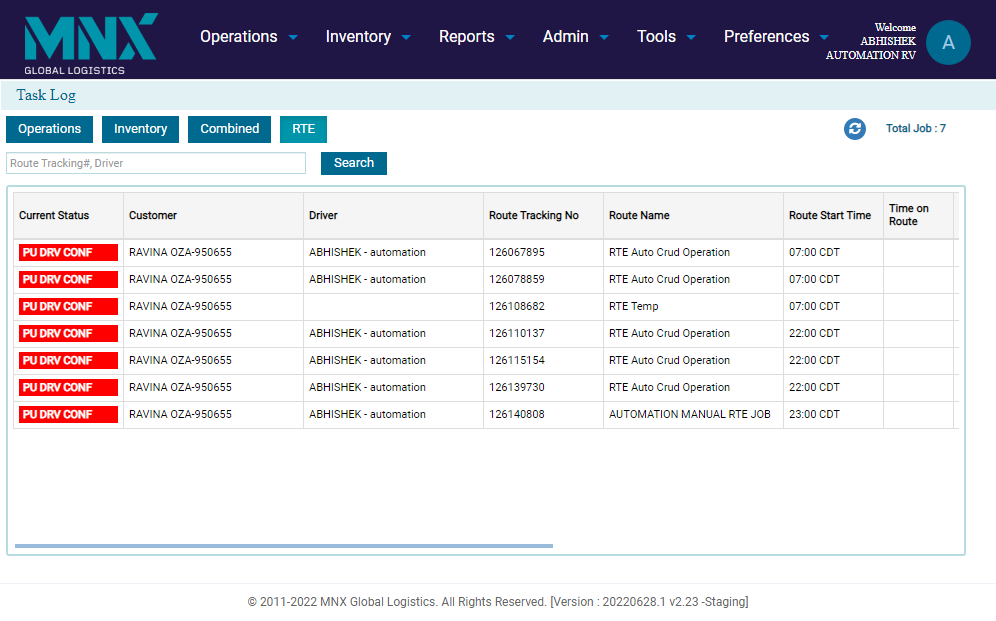 MNX
GLOBAL LOGISTICS
Operations Inventory Reports Admin Tools Preferences
Welcome
ABHISHEK
AUTOMATION RV
A
Task Log
Operations Inventory Combined RTE
Total Job : 7
Route Tracking#, Driver Search
Current Status Customer Driver Route Tracking No Route Name Route Start Time Time on Route
PU DRV CONF RAVINA OZA-950655 ABHISHEK - automation 126067895 RTE Auto Crud Operation 07:00 CDT
PU DRV CONF RAVINA OZA-950655 ABHISHEK - automation 126078859 RTE Auto Crud Operation 07:00 CDT
PU DRV CONF RAVINA OZA-950655 126108682 RTE Temp 07:00 CDT
PU DRV CONF RAVINA OZA-950655 ABHISHEK - automation 126110137 RTE Auto Crud Operation 22:00 CDT
PU DRV CONF RAVINA OZA-950655 ABHISHEK - automation 126115154 RTE Auto Crud Operation 22:00 CDT
PU DRV CONF RAVINA OZA-950655 ABHISHEK - automation 126139730 RTE Auto Crud Operation 22:00 CDT
PU DRV CONF RAVINA OZA-950655 ABHISHEK - automation 126140808 AUTOMATION MANUAL RTE JOB 23:00 CDT
© 2011-2022 MNX Global Logistics. All Rights Reserved. [Version : 20220628.1 v2.23 -Staging]